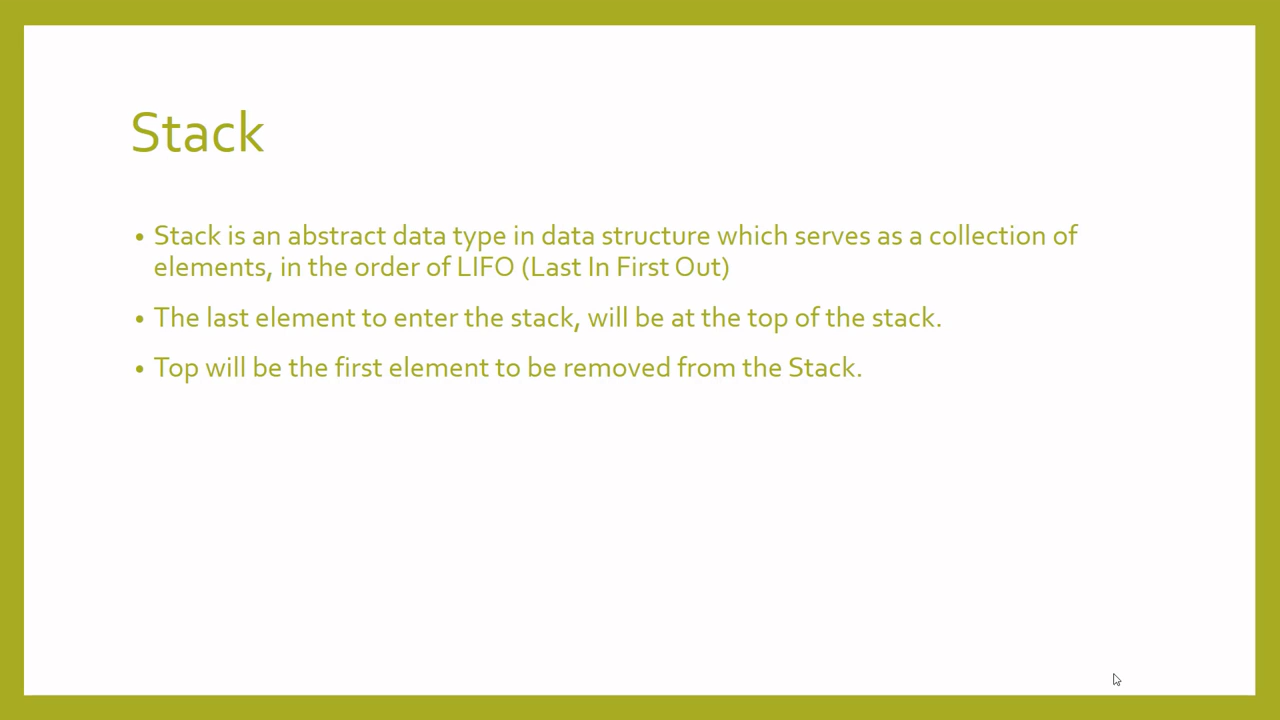 Stack
• Stack is an abstract data type in data structure which serves as a collection of
elements, in the order of LIFO (Last In First Out)
• The last element to enter the stack, will be at the top of the stack.
• Top will be the first element to be removed from the Stack.